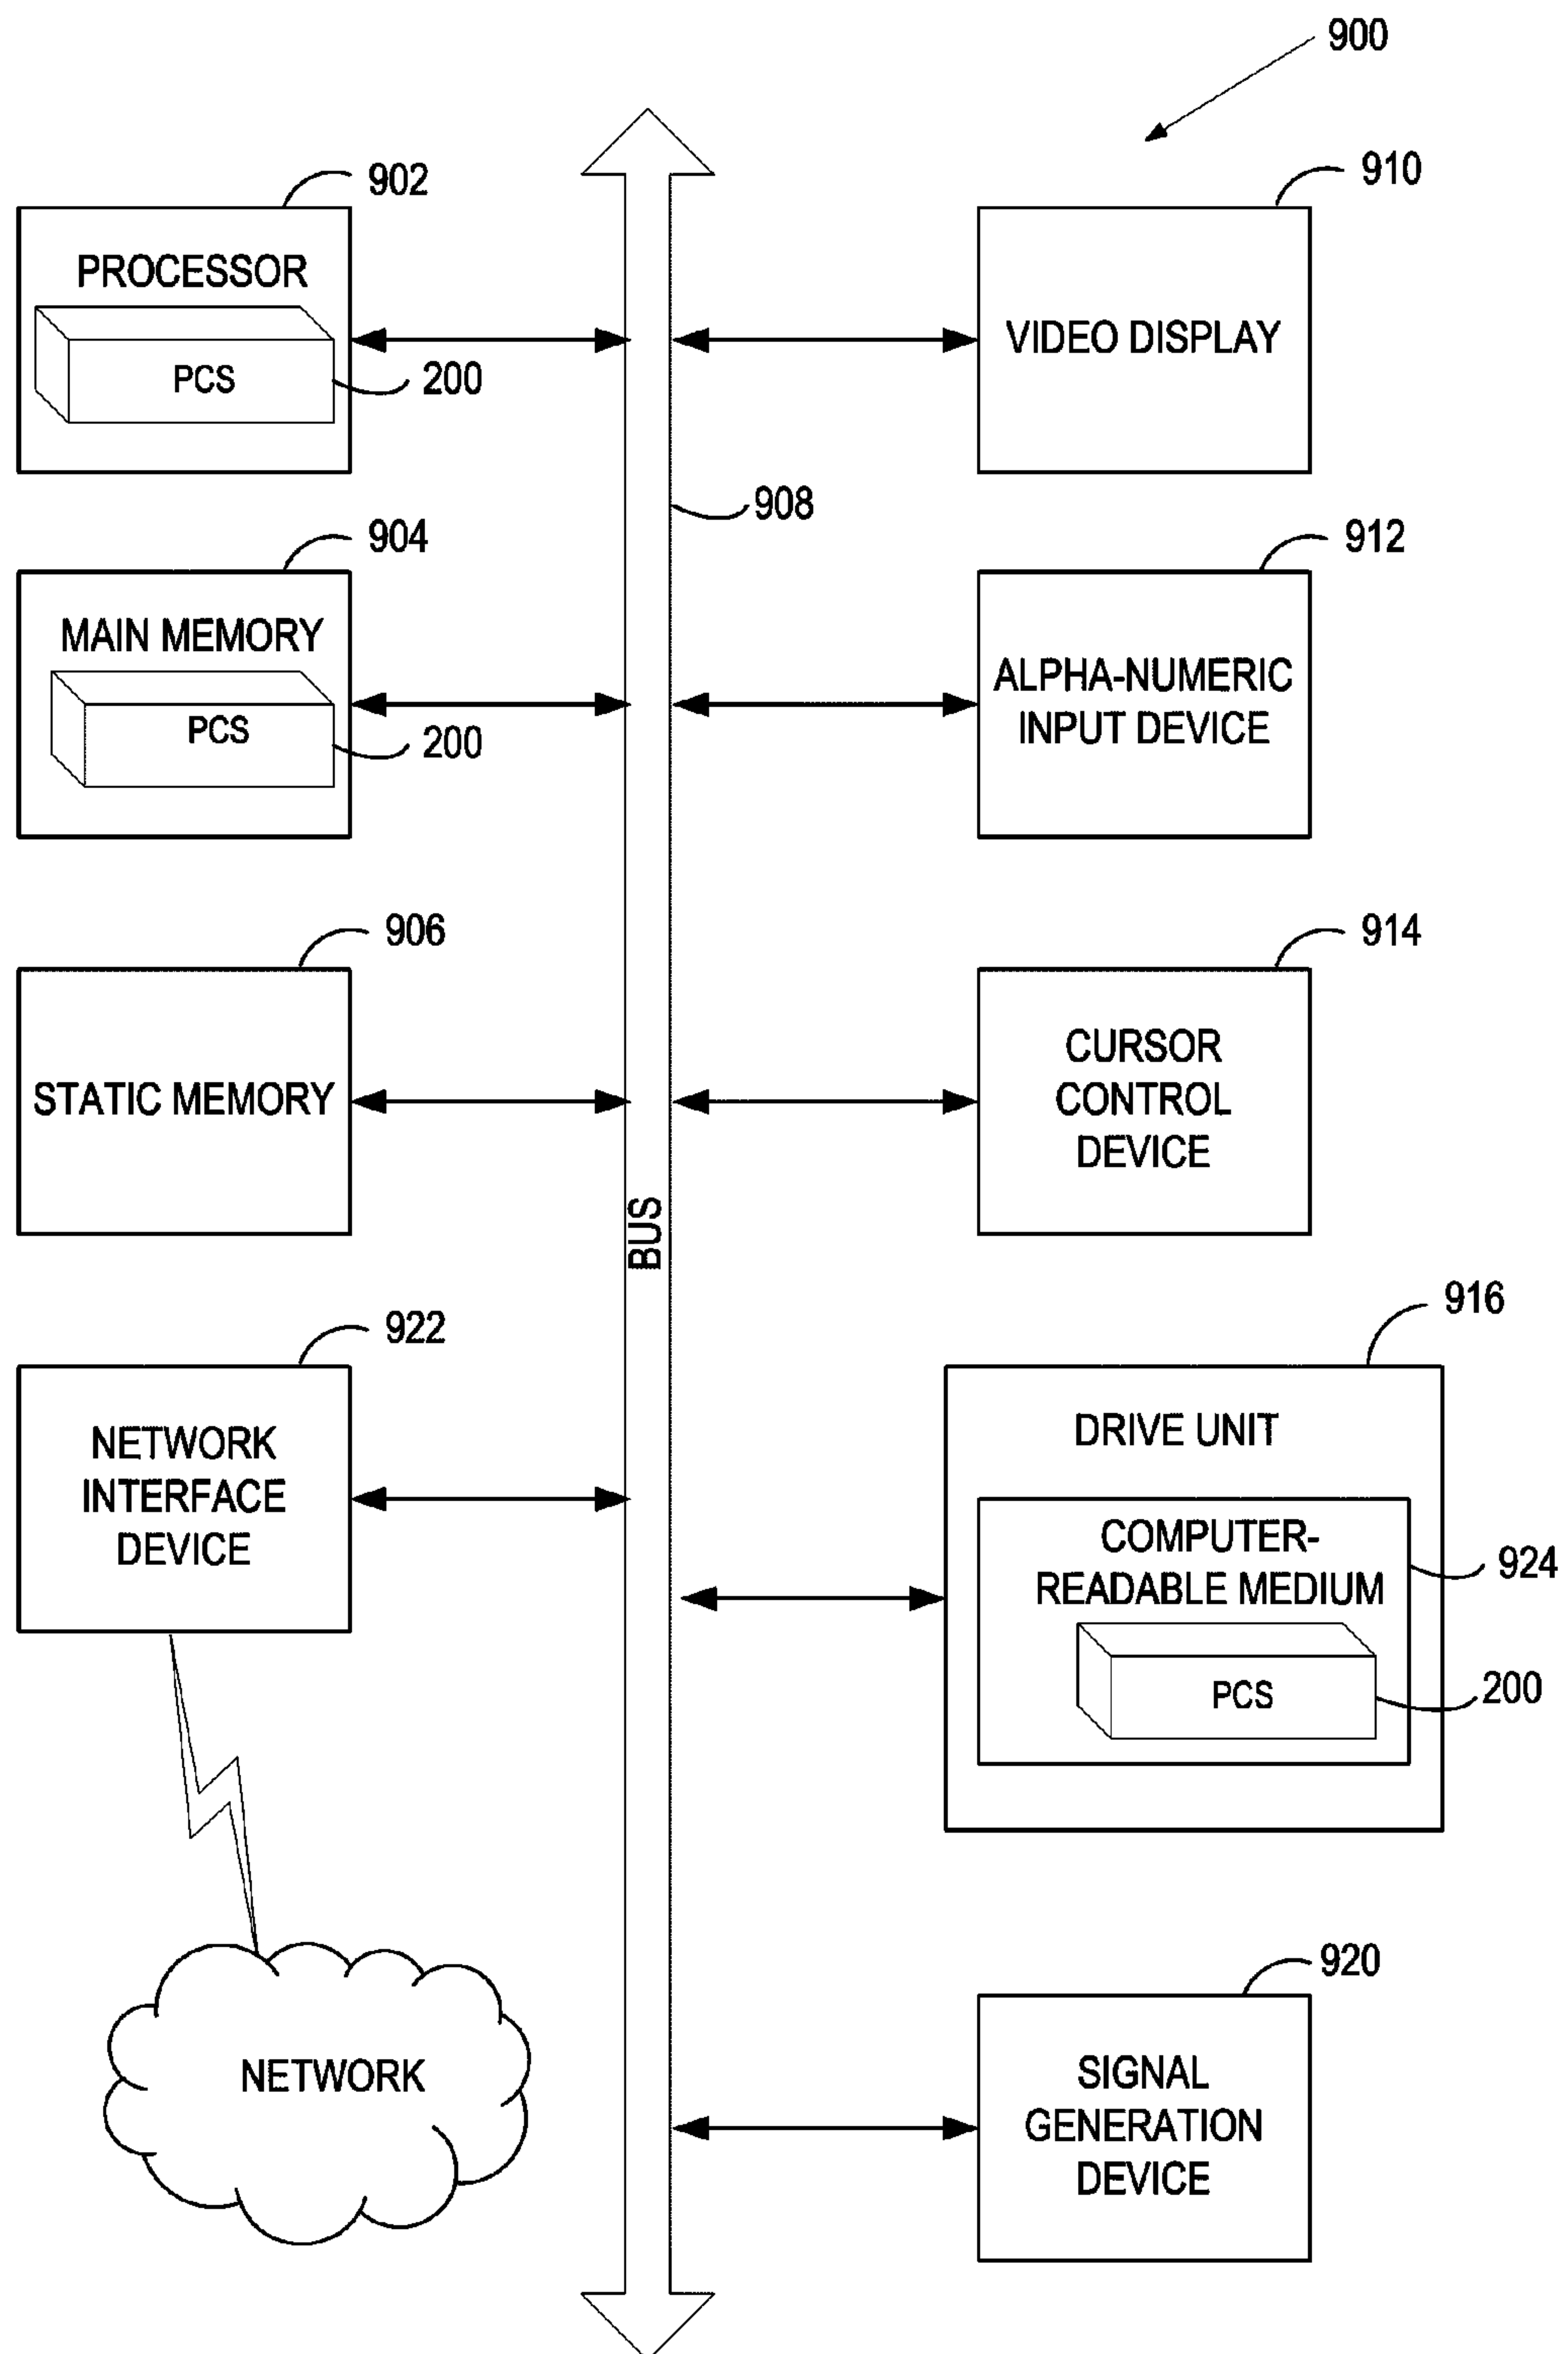 900
902
PROCESSOR
PCS
200
904
MAIN MEMORY
PCS
200
906
STATIC MEMORY
922
NETWORK
INTERFACE
DEVICE
NETWORK
908
BUS
910
VIDEO DISPLAY
912
ALPHA-NUMERIC
INPUT DEVICE
914
CURSOR
CONTROL
DEVICE
916
DRIVE UNIT
COMPUTER-
READABLE MEDIUM
924
PCS
200
920
SIGNAL
GENERATION
DEVICE